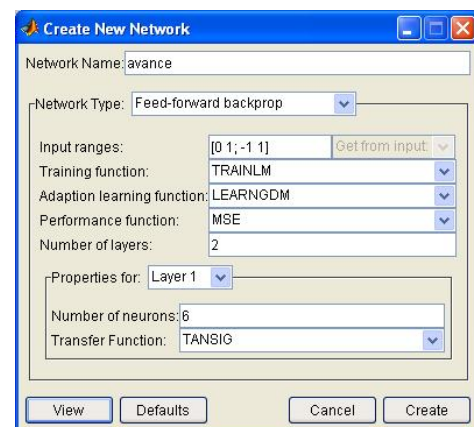 Create New Network
Network Name: avance
Network Type: Feed-forward backprop
Input ranges: [0 1; -1 1] Get from input:
Training function: TRAINLM
Adaption learning function: LEARNGDM
Performance function: MSE
Number of layers: 2
Properties for: Layer 1
Number of neurons: 6
Transfer Function: TANSIG
View Defaults Cancel Create